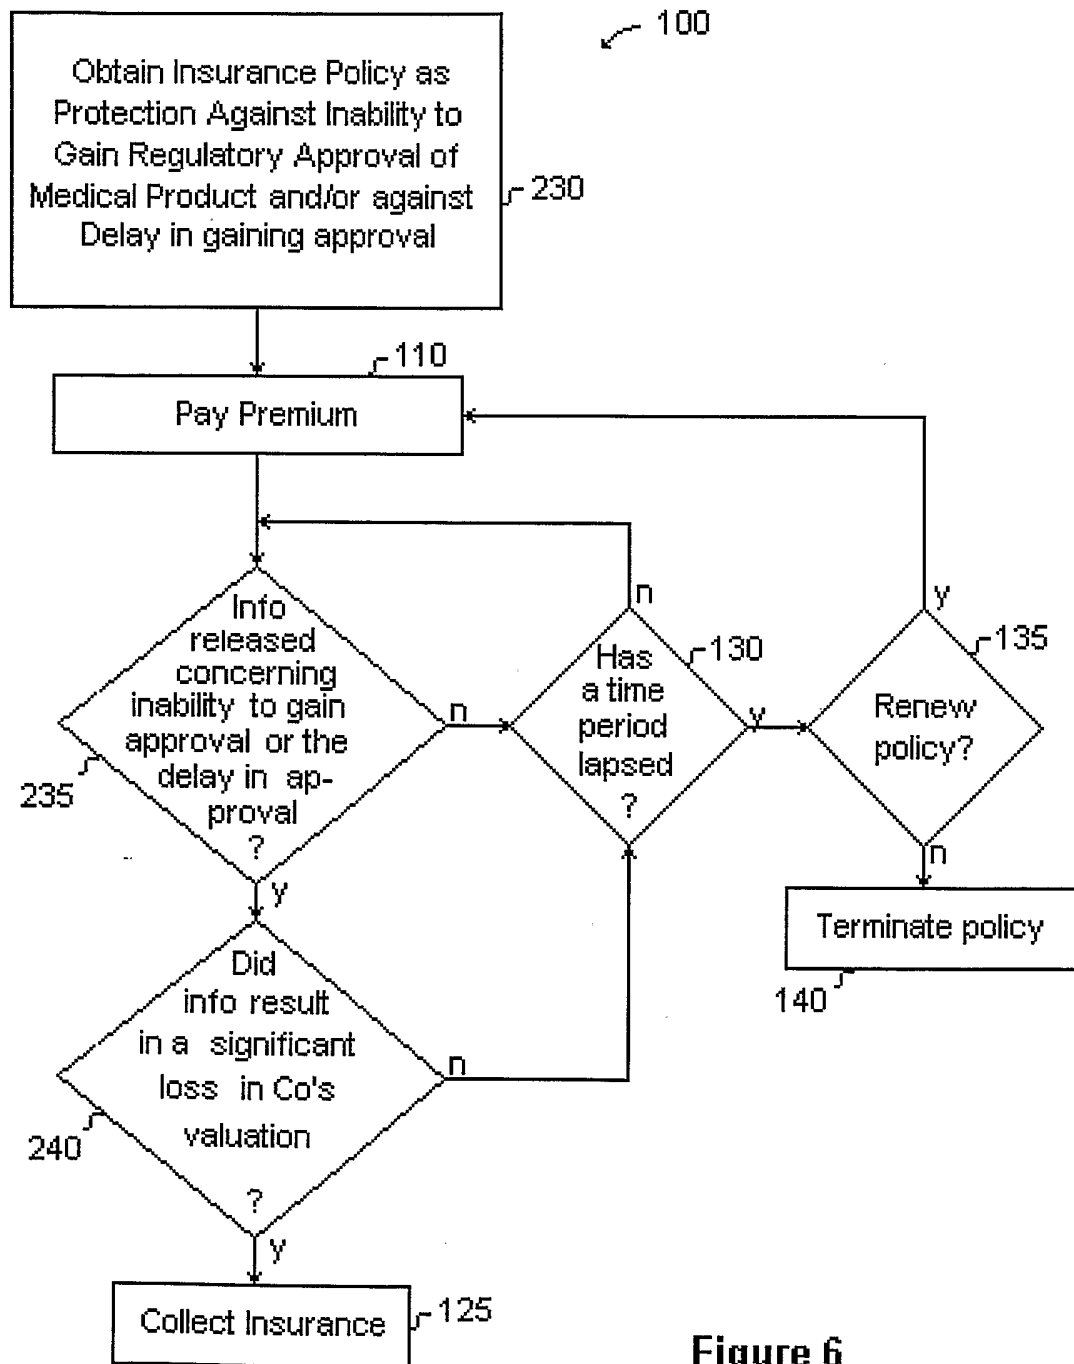 100
Obtain Insurance Policy as
Protection Against Inability to
Gain Regulatory Approval of
Medical Product and/or against
Delay in gaining approval
230
110
Pay Premium
Info
released
concerning
inability to gain
approval or the
delay in ap-
proval
?
235
n
y
Has
a time
period
lapsed
?
130
n
y
Renew
policy?
135
y
n
Terminate policy
140
Did
info result
in a significant
loss in Co's
valuation
?
240
n
y
Collect Insurance
125
Figure 6